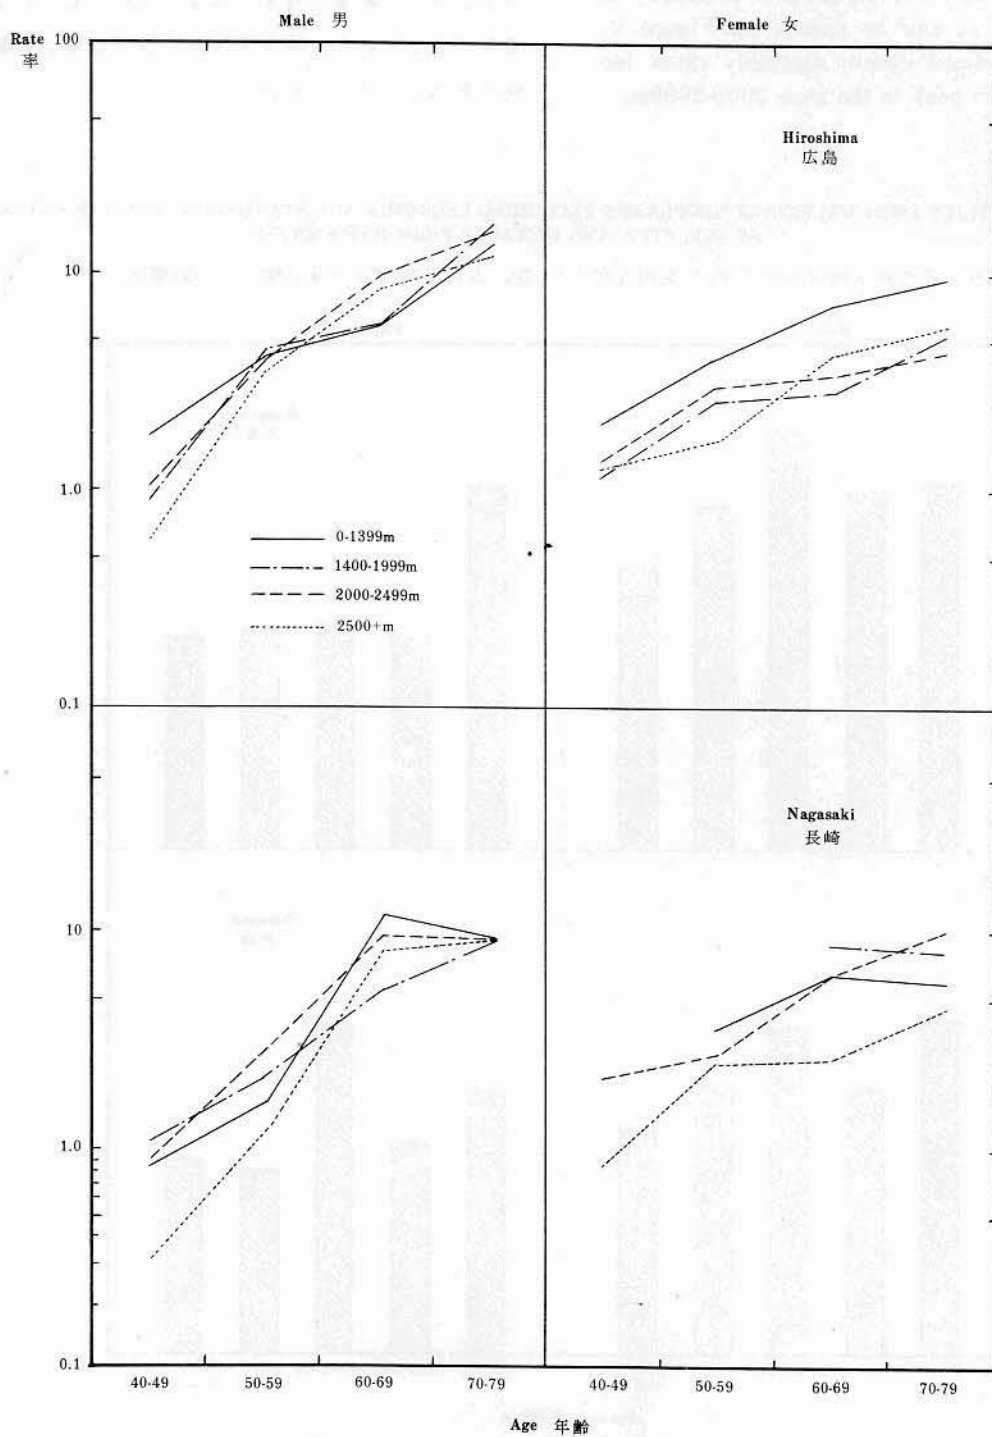 Male 男
Female 女
Rate
率
100
Hiroshima
広島
10
1.0
0-1399m
1400-1999m
2000-2499m
2500+m
0.1
Nagasaki
長崎
10
1.0
0.1
40-49
50-59
60-69
70-79
40-49
50-59
60-69
70-79
Age 年齢